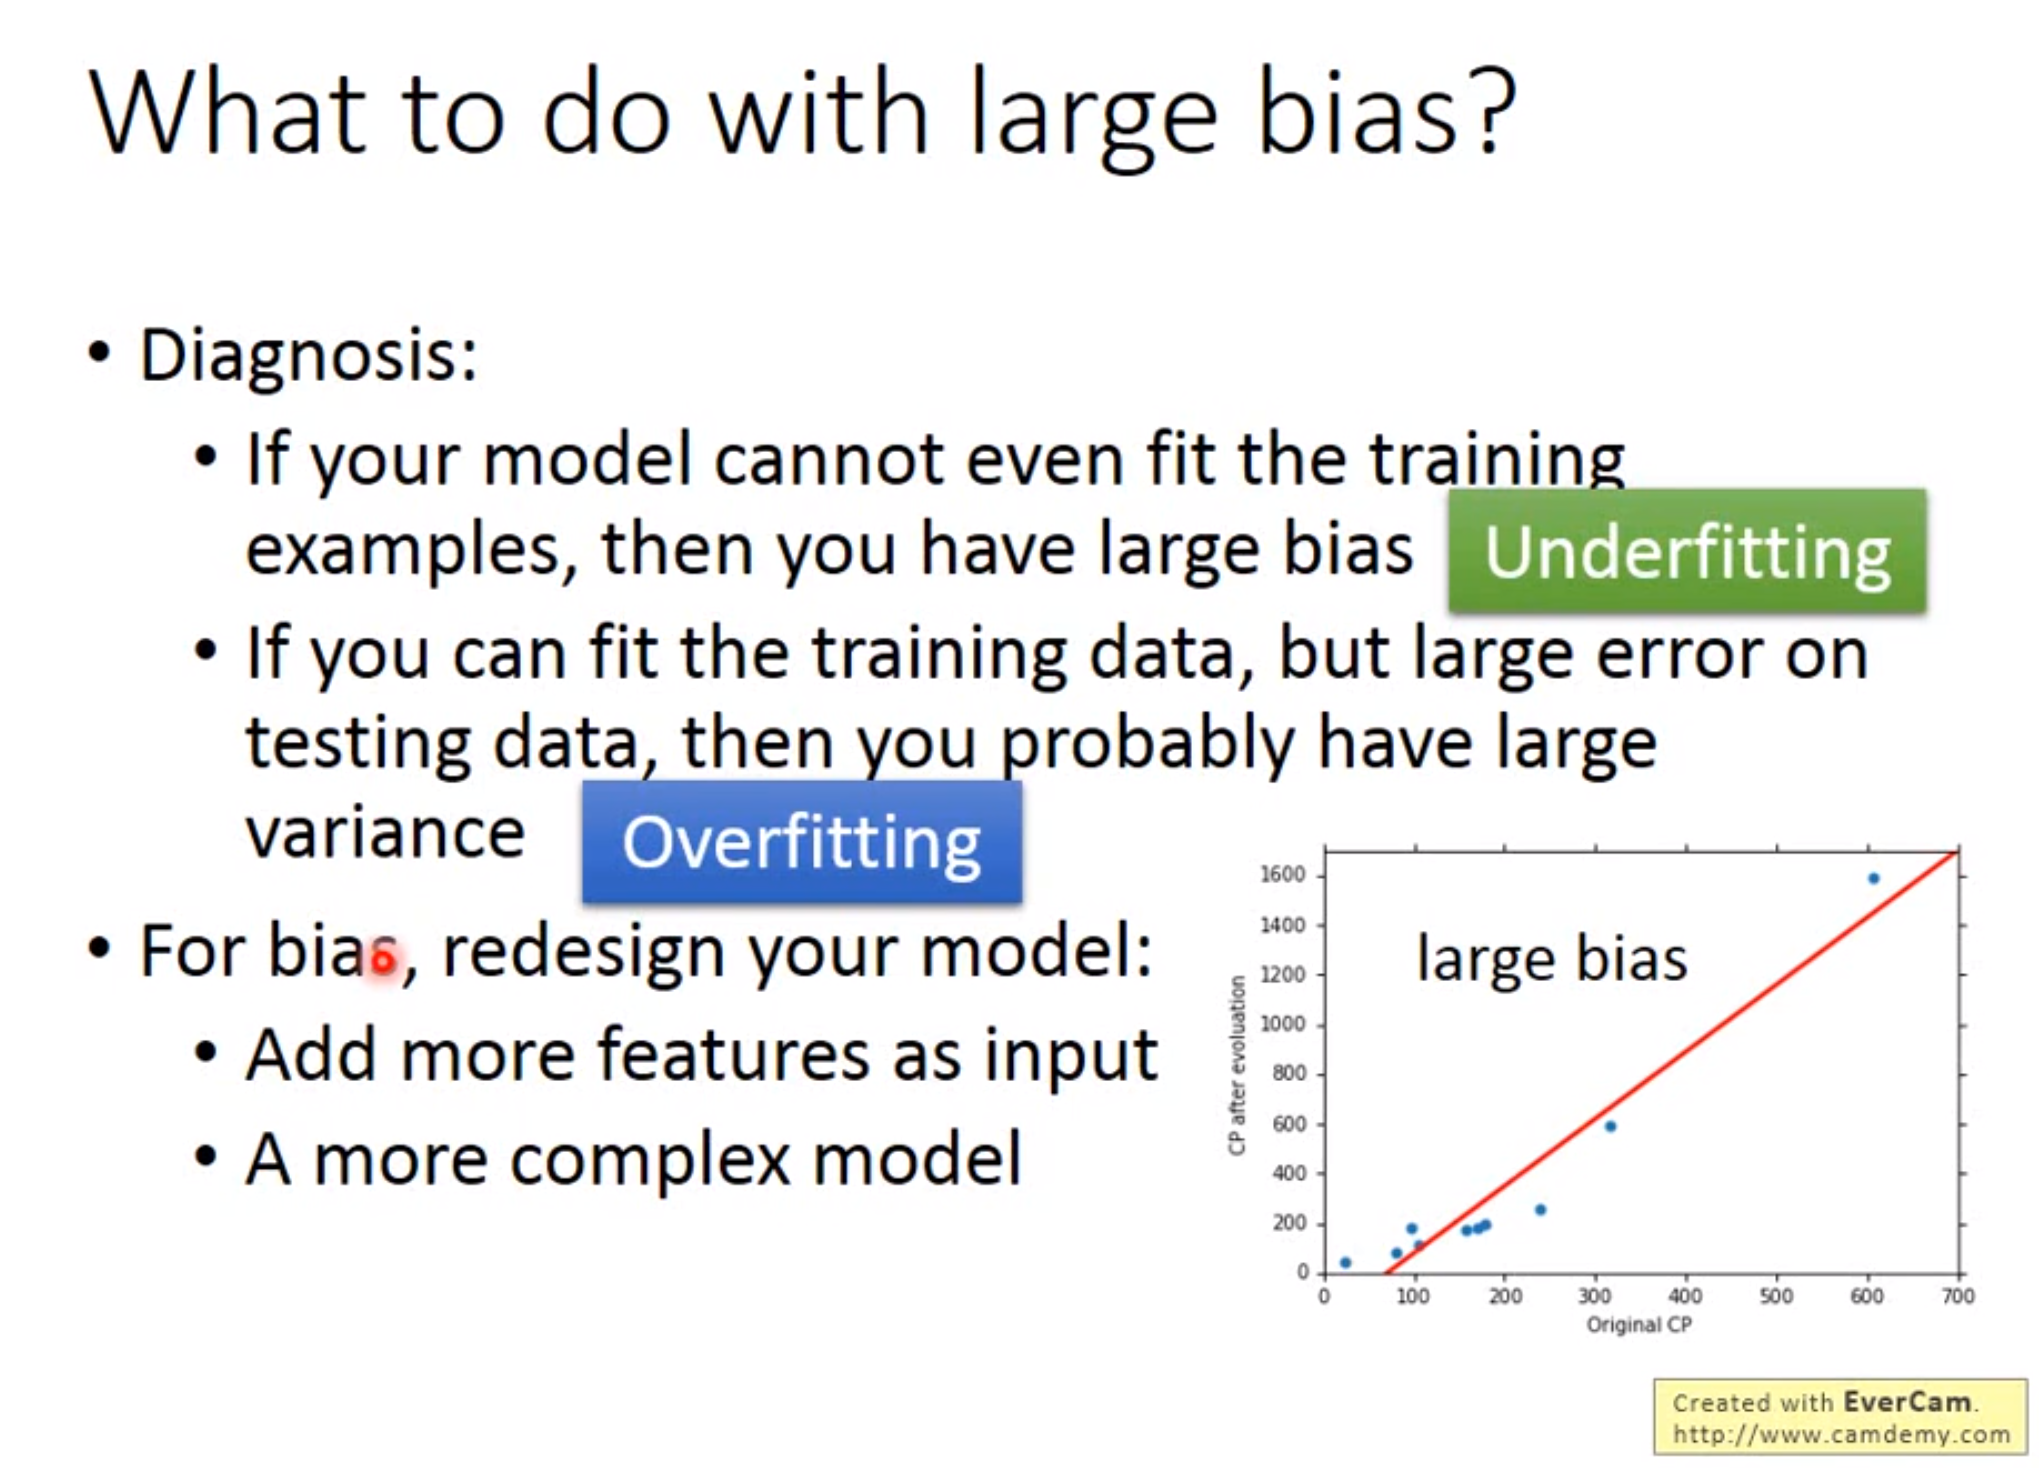 What to do with large bias?
• Diagnosis:
• If your model cannot even fit the training
examples, then you have large bias
Underfitting
• If you can fit the training data, but large error on
testing data, then you probably have large
variance
Overfitting
• For bias, redesign your model:
• Add more features as input
• A more complex model
large bias
1600
1400
1200
1000
800
600
400
200
0
CP after evoluation
0 100 200 300 400 500 600 700
Original CP
Created with EverCam.
http://www.camdemy.com